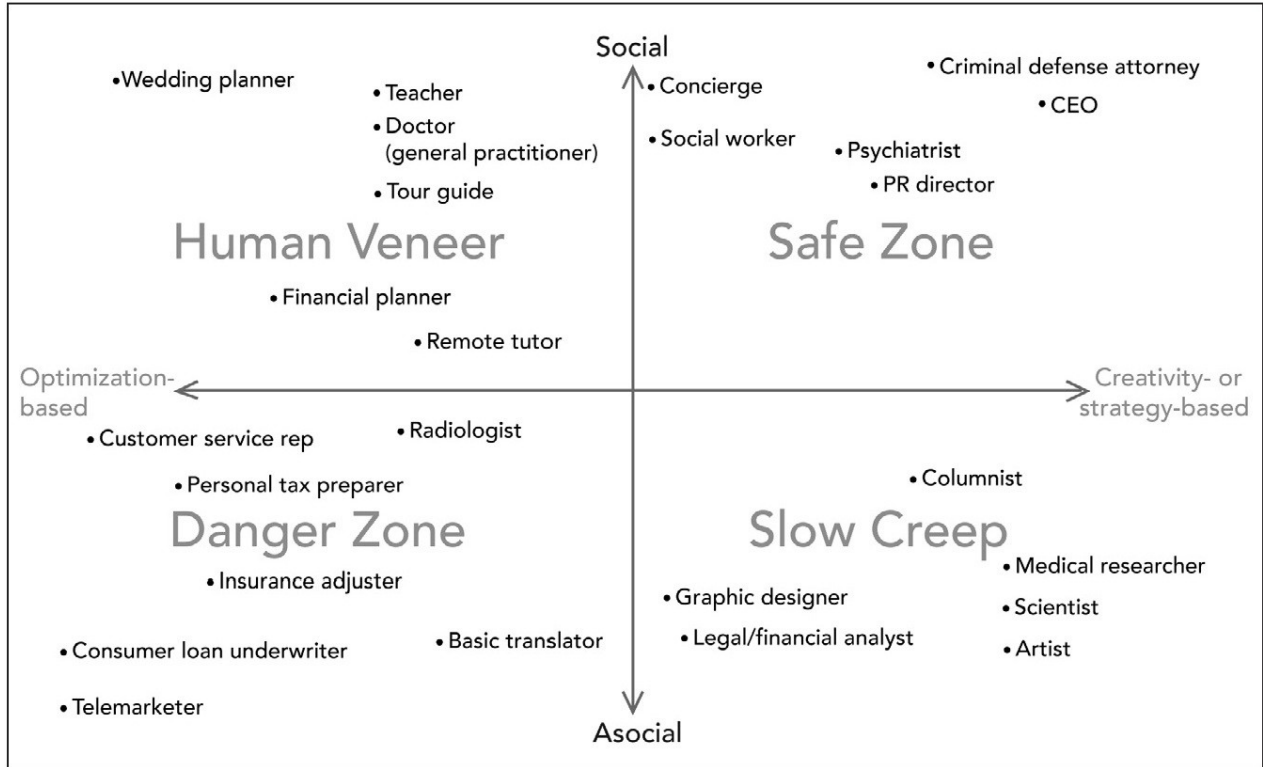 Social
Wedding planner
Teacher
Doctor
(general practitioner)
Tour guide
Concierge
Social worker
Criminal defense attorney
CEO
Psychiatrist
PR director
Human Veneer
Safe Zone
Financial planner
Remote tutor
Optimization-
based
Creativity- or
strategy-based
Customer service rep
Radiologist
Personal tax preparer
Columnist
Danger Zone
Slow Creep
Insurance adjuster
Consumer loan underwriter
Basic translator
Telemarketer
Medical researcher
Graphic designer
Scientist
Legal/financial analyst
Artist
Asocial